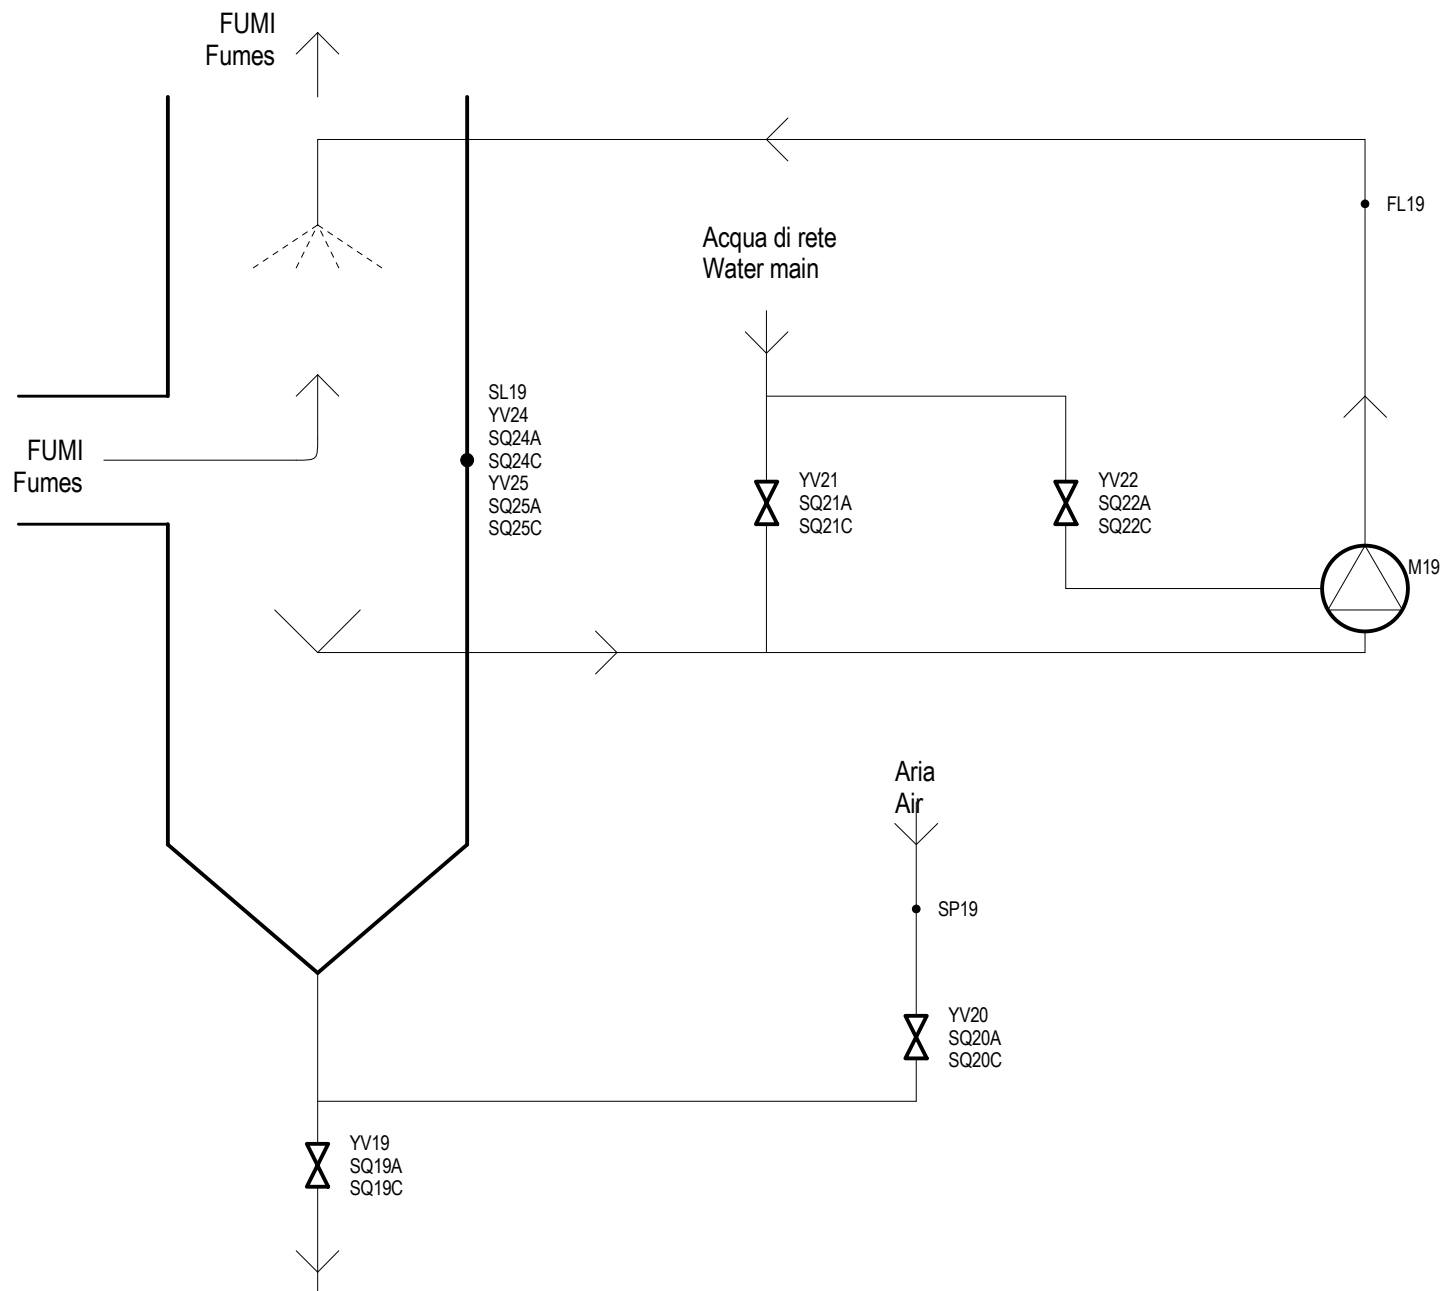 FUMI
Fumes
FL19
Acqua di rete
Water main
SL19
YV24
SQ24A
SQ24C
YV25
SQ25A
SQ25C
FUMI
Fumes
YV21
SQ21A
SQ21C
YV22
SQ22A
SQ22C
M19
Aria
Air
SP19
YV20
SQ20A
SQ20C
YV19
SQ19A
SQ19C